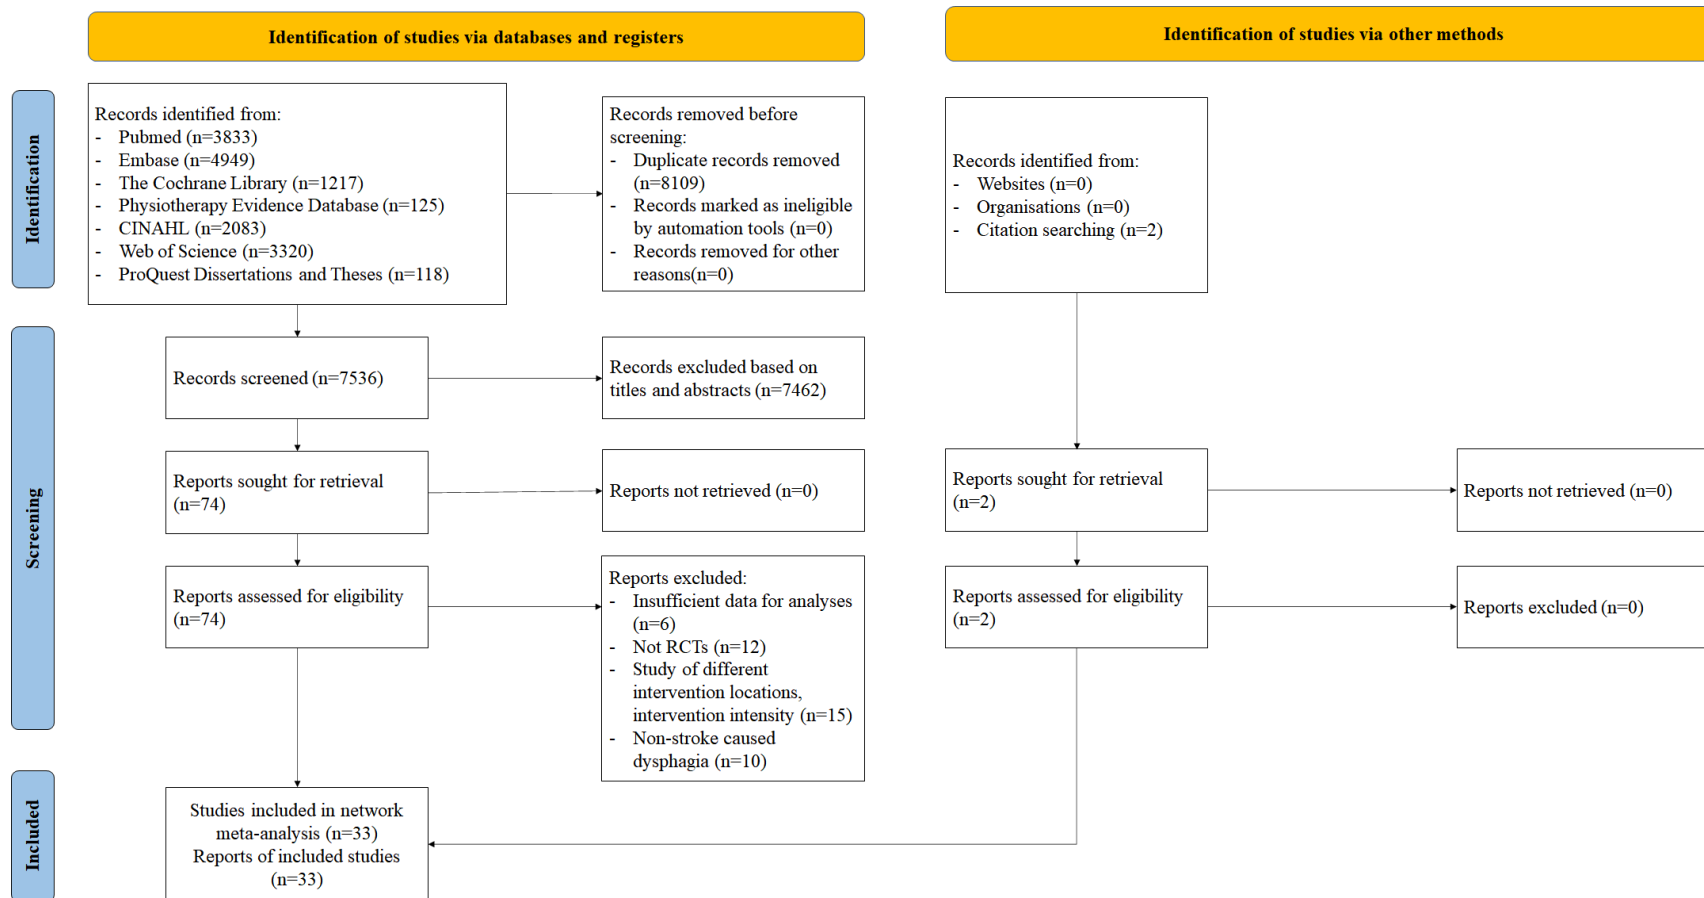 Identification of studies via databases and registers
Identification of studies via other methods
Identification
Records identified from:
- Pubmed (n=3833)
- Embase (n=4949)
- The Cochrane Library (n=1217)
- Physiotherapy Evidence Database (n=125)
- CINAHL (n=2083)
- Web of Science (n=3320)
- ProQuest Dissertations and Theses (n=118)
Records removed before
screening:
- Duplicate records removed
(n=8109)
- Records marked as ineligible
by automation tools (n=0)
- Records removed for other
reasons(n=0)
Records identified from:
- Websites (n=0)
- Organisations (n=0)
- Citation searching (n=2)
Screening
Records screened (n=7536)
Records excluded based on
titles and abstracts (n=7462)
Reports sought for retrieval
(n=74)
Reports not retrieved (n=0)
Reports sought for retrieval
(n=2)
Reports not retrieved (n=0)
Reports assessed for eligibility
(n=74)
Reports excluded:
- Insufficient data for analyses
(n=6)
- Not RCTs (n=12)
- Study of different
intervention locations,
intervention intensity (n=15)
- Non-stroke caused
dysphagia (n=10)
Reports assessed for eligibility
(n=2)
Reports excluded (n=0)
Included
Studies included in network
meta-analysis (n=33)
Reports of included studies
(n=33)